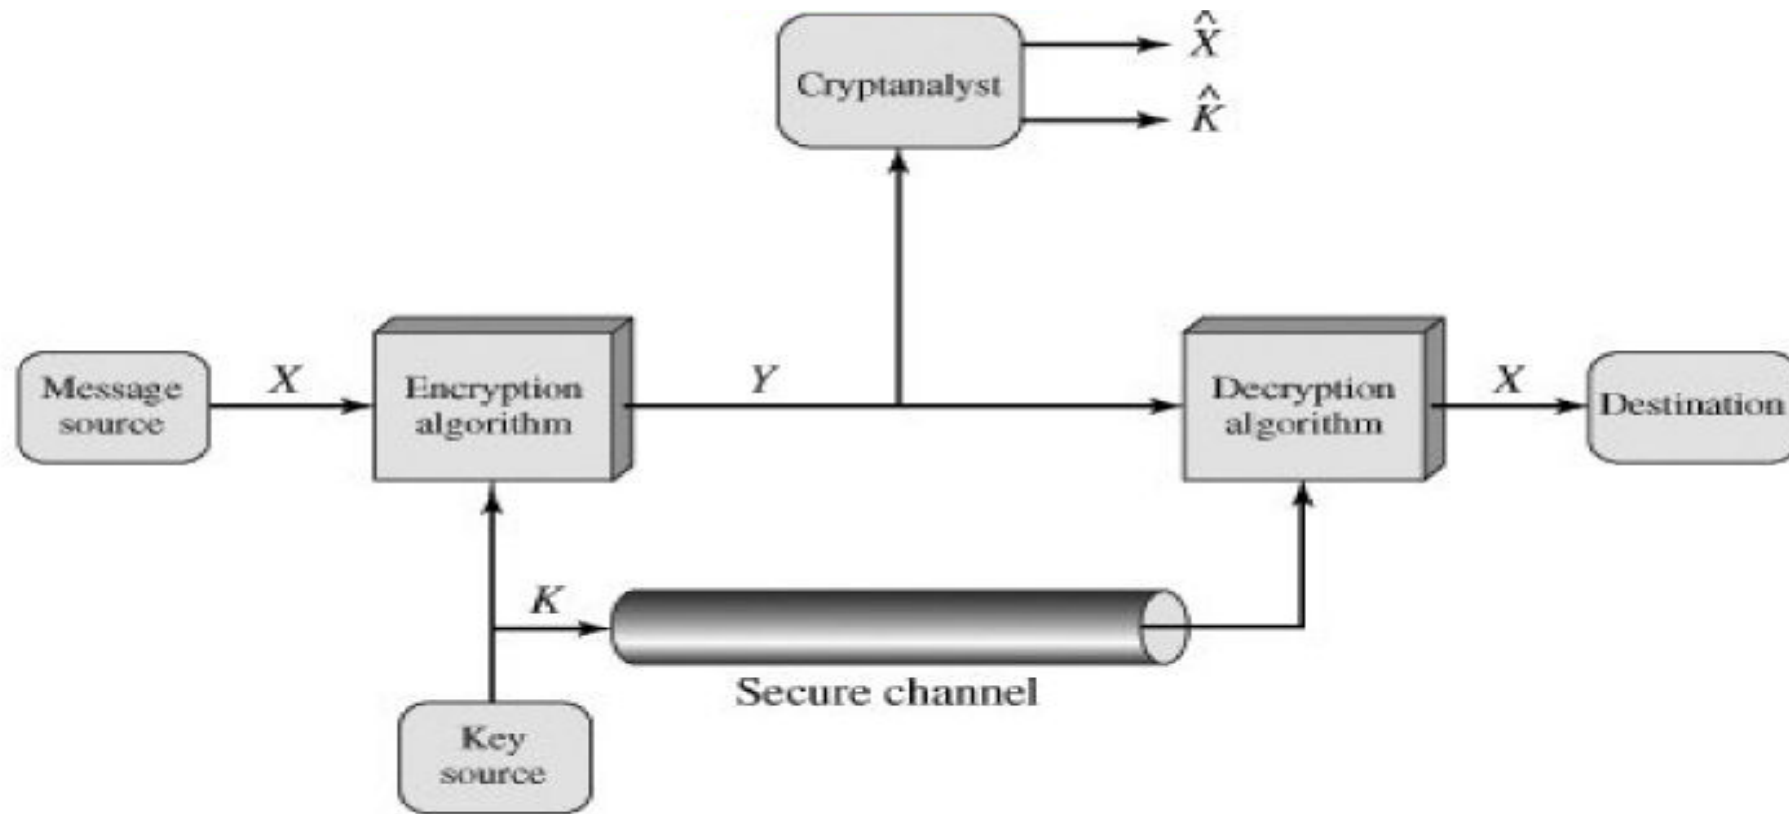 X̂
Cryptanalyst
K̂
Message
source
X
Encryption
algorithm
Y
Decryption
algorithm
X
Destination
K
Secure channel
Key
source